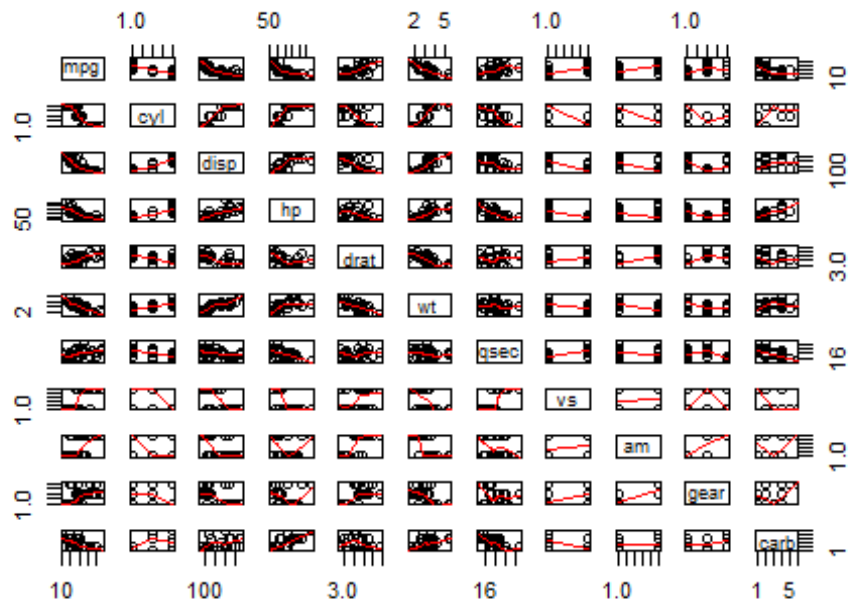 1.0 50 2 5 1.0 1.0
mpg 10
1.0 cyl
disp 100
50 hp
drat 3.0
2 wt
qsec 16
1.0 vs
am 1.0
1.0 gear
carb 1
10 100 3.0 16 1.0 1 5